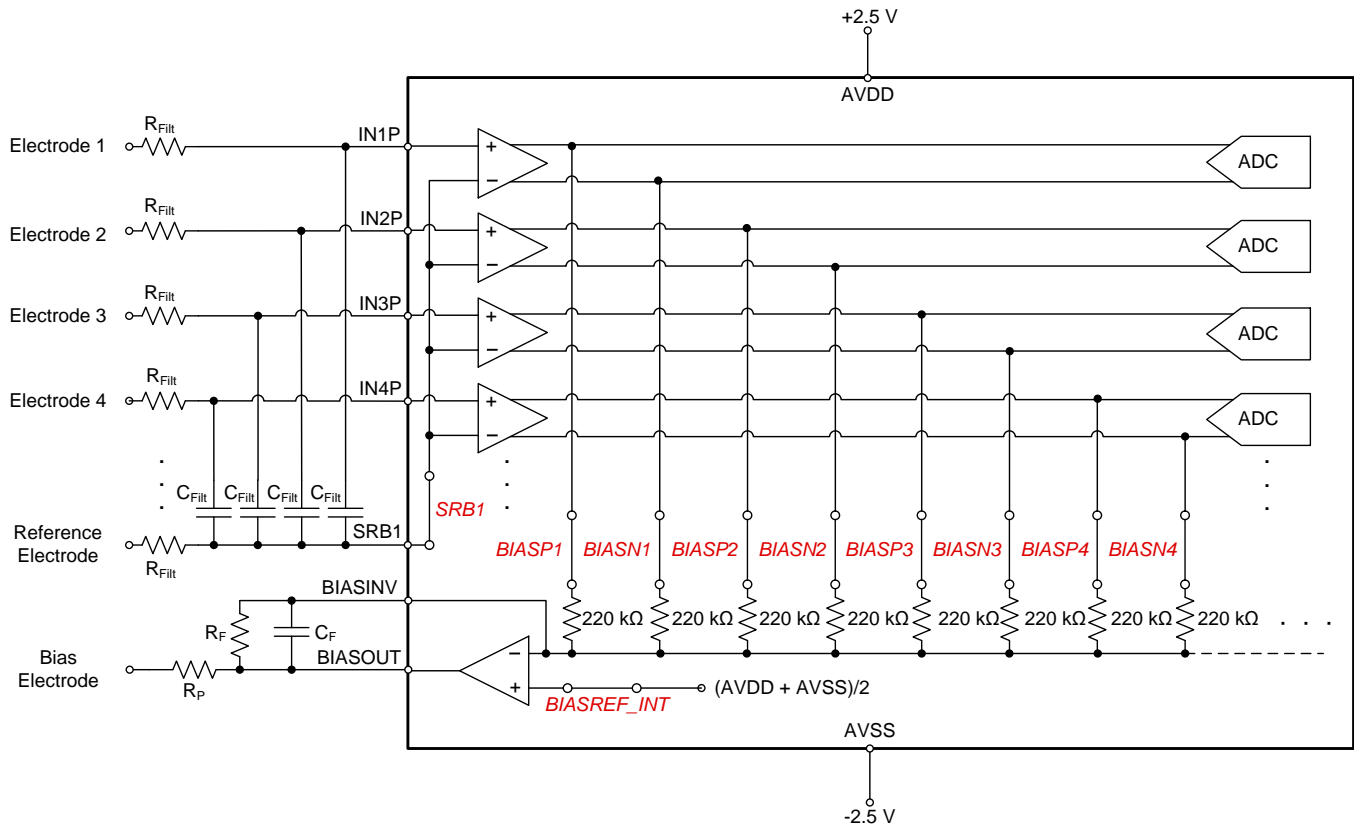 +2.5 V
AVDD
Electrode 1
RFilt
IN1P
+
−
ADC
Electrode 2
RFilt
IN2P
+
−
ADC
Electrode 3
RFilt
IN3P
+
−
ADC
Electrode 4
RFilt
IN4P
+
−
ADC
CFilt CFilt CFilt CFilt
SRB1
SRB1
Reference
Electrode
RFilt
BIASP1 BIASN1 BIASP2 BIASN2 BIASP3 BIASN3 BIASP4 BIASN4
BIASINV
220 kΩ 220 kΩ 220 kΩ 220 kΩ 220 kΩ 220 kΩ 220 kΩ 220 kΩ
RF
CF
BIASOUT
Bias
Electrode
RP
−
+
BIASREF_INT
(AVDD + AVSS)/2
AVSS
-2.5 V